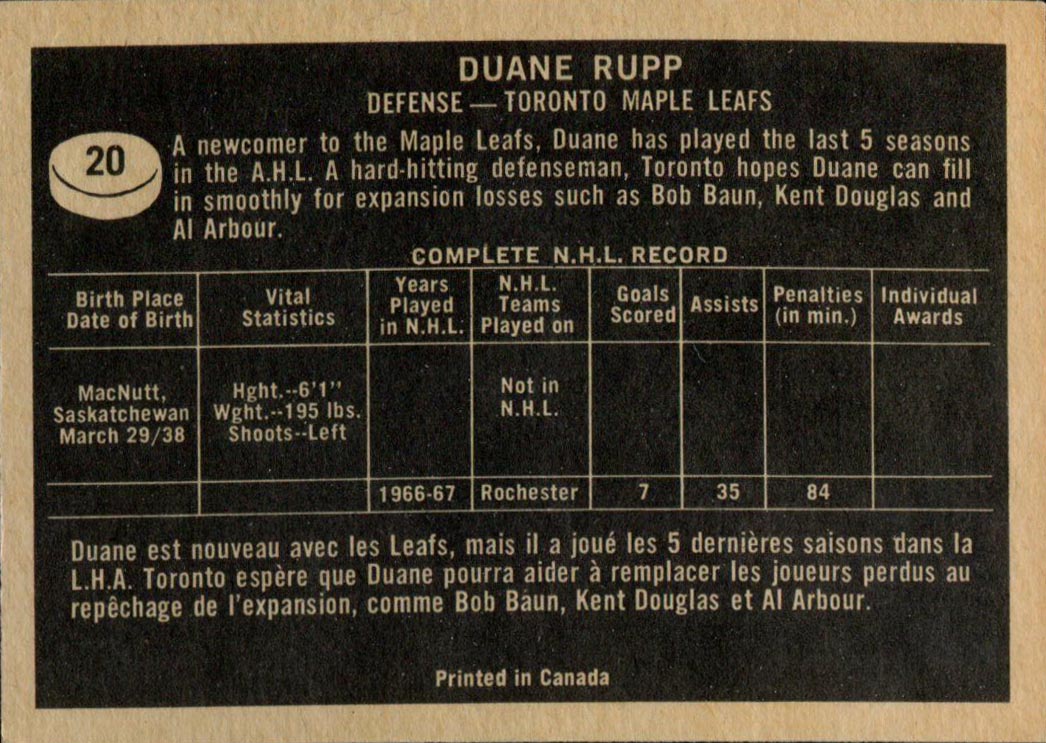 DUANE RUPP
DEFENSE — TORONTO MAPLE LEAFS
20
A newcomer to the Maple Leafs, Duane has played the last 5 seasons
in the A.H.L. A hard-hitting defenseman, Toronto hopes Duane can fill
in smoothly for expansion losses such as Bob Baun, Kent Douglas and
Al Arbour.
COMPLETE N.H.L. RECORD
Birth Place
Date of Birth
Vital
Statistics
Years
Played
in N.H.L.
N.H.L.
Teams
Played on
Goals
Scored
Assists
Penalties
(in min.)
Individual
Awards
MacNutt,
Saskatchewan
March 29/38
Hght.--6'1"
Wght.--195 lbs.
Shoots--Left
Not in
N.H.L.
1966-67 Rochester 7 35 84
Duane est nouveau avec les Leafs, mais il a joué les 5 dernières saisons dans la
L.H.A. Toronto espère que Duane pourra aider à remplacer les joueurs perdus au
repêchage de l'expansion, comme Bob Baun, Kent Douglas et Al Arbour.
Printed in Canada